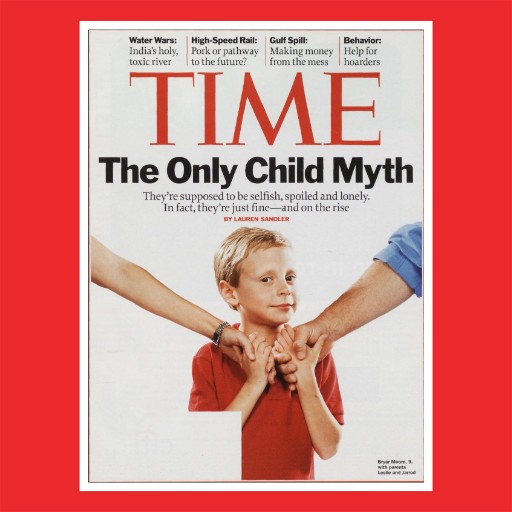 Water Wars:
India's holy,
toxic river
High-Speed Rail:
Pork or pathway
to the future?
Gulf Spill:
Making money
from the mess
Behavior:
Help for
hoarders
TIME
The Only Child Myth
They're supposed to be selfish, spoiled and lonely.
In fact, they're just fine—and on the rise
BY LAUREN SANDLER
with parents
Leslie and Jarrod